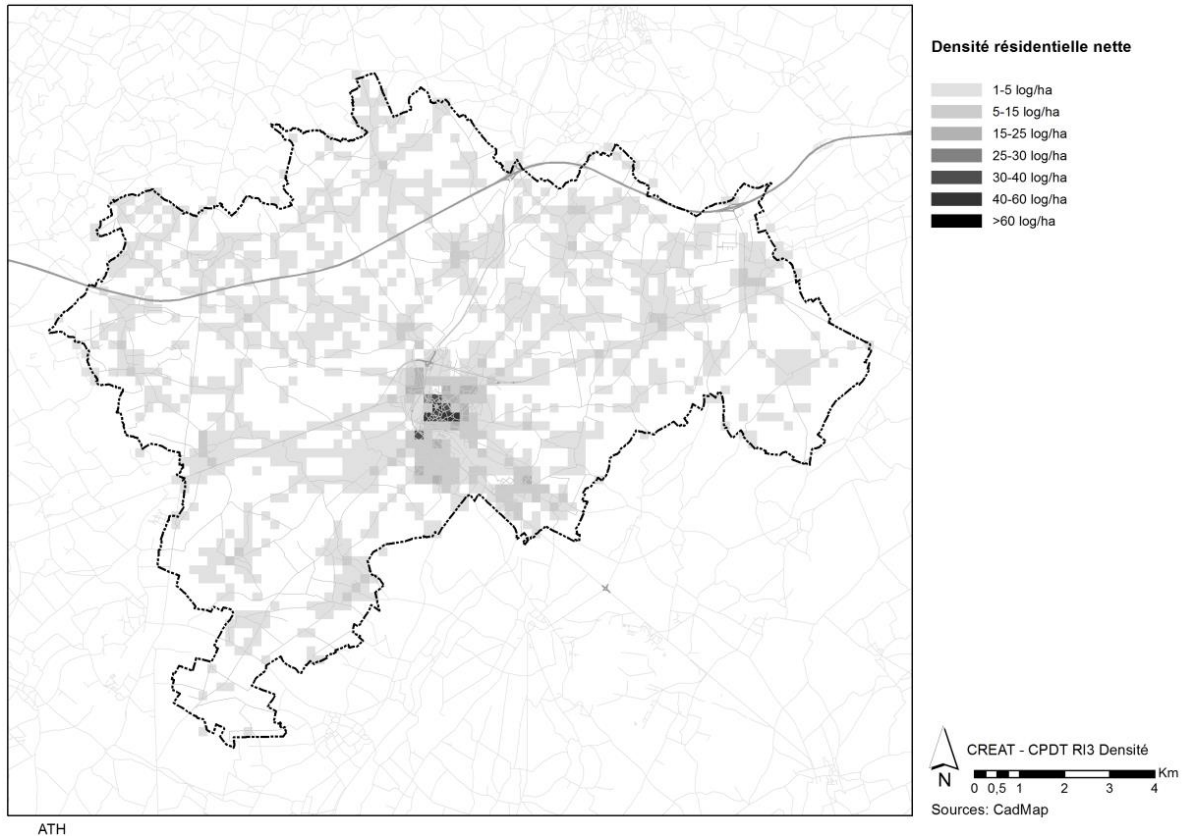 Densité résidentielle nette
1-5 log/ha
5-15 log/ha
15-25 log/ha
25-30 log/ha
30-40 log/ha
40-60 log/ha
>60 log/ha
N
CREAT - CPDT RI3 Densité
0 0,5 1 2 3 4 Km
Sources: CadMap
ATH